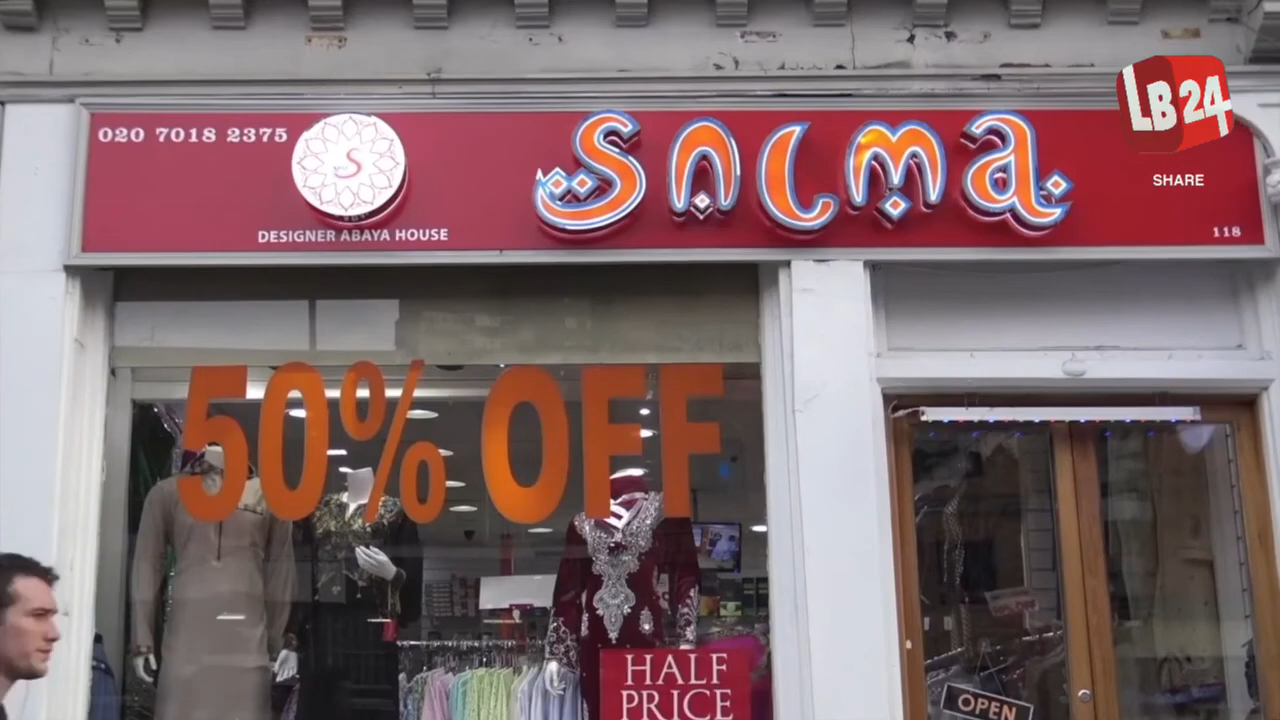 020 7018 2375
S
DESIGNER ABAYA HOUSE
Salma
118
LB24
SHARE
50% OFF
HALF
PRICE
OPEN